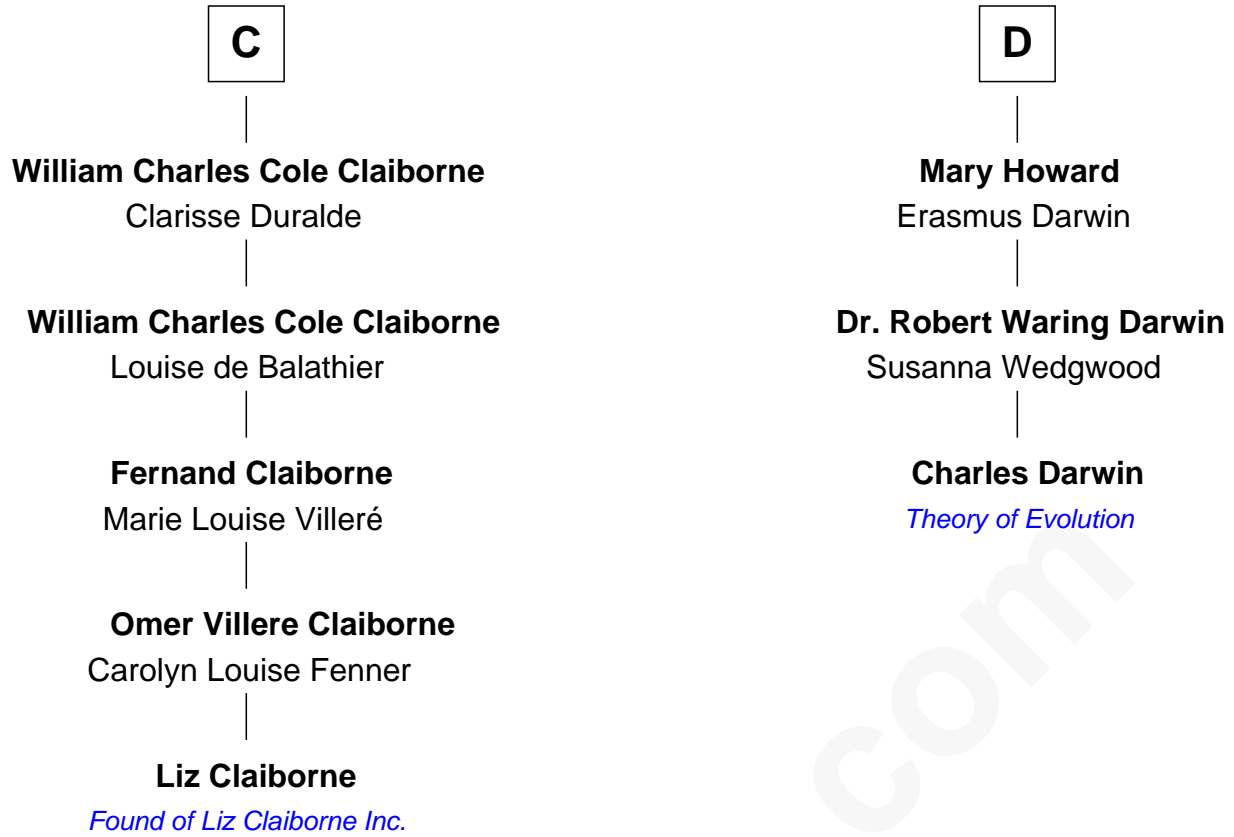 C
William Charles Cole Claiborne
Clarisse Duralde
William Charles Cole Claiborne
Louise de Balathier
Fernand Claiborne
Marie Louise Villeré
Omer Villere Claiborne
Carolyn Louise Fenner
Liz Claiborne
Found of Liz Claiborne Inc.
D
Mary Howard
Erasmus Darwin
Dr. Robert Waring Darwin
Susanna Wedgwood
Charles Darwin
Theory of Evolution
com